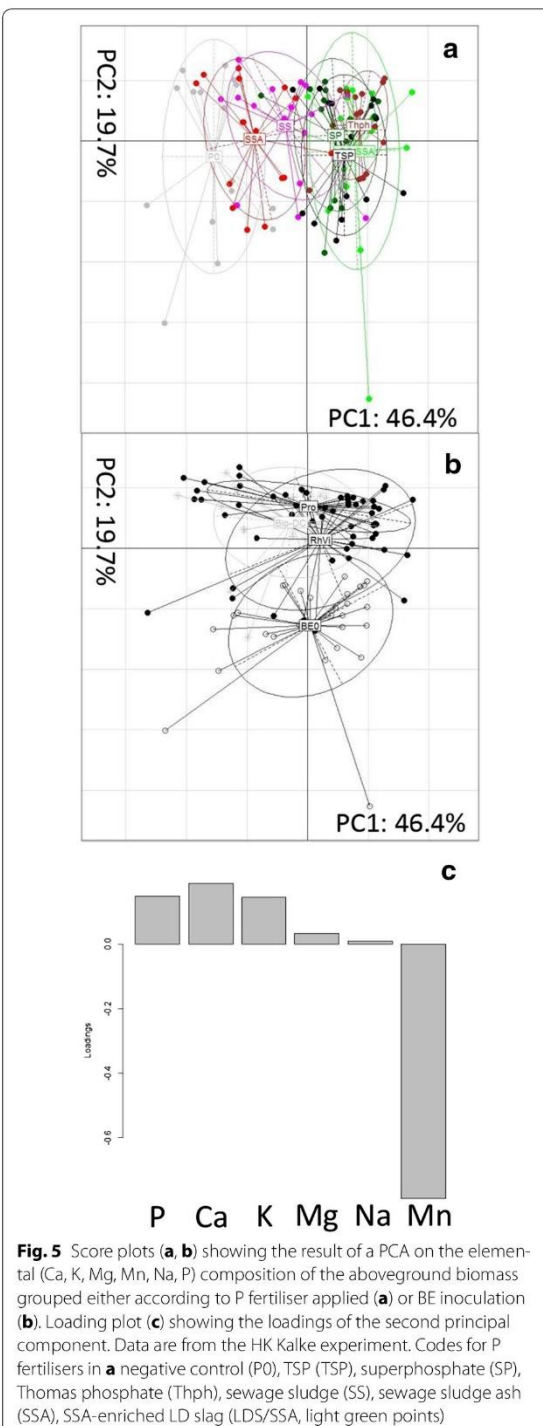 a
PC2: 19.7%
P0
SSA
SS
SP
Thph
SSA
TSP
PC1: 46.4%
b
PC2: 19.7%
Pro
RhVi
BE0
PC1: 46.4%
c
0.0
-0.2
-0.4
-0.6
Loadings
P Ca K Mg Na Mn
Fig. 5 Score plots (a, b) showing the result of a PCA on the elemen-
tal (Ca, K, Mg, Mn, Na, P) composition of the aboveground biomass
grouped either according to P fertiliser applied (a) or BE inoculation
(b). Loading plot (c) showing the loadings of the second principal
component. Data are from the HK Kalke experiment. Codes for P
fertilisers in a negative control (P0), TSP (TSP), superphosphate (SP),
Thomas phosphate (Thph), sewage sludge (SS), sewage sludge ash
(SSA), SSA-enriched LD slag (LDS/SSA, light green points)